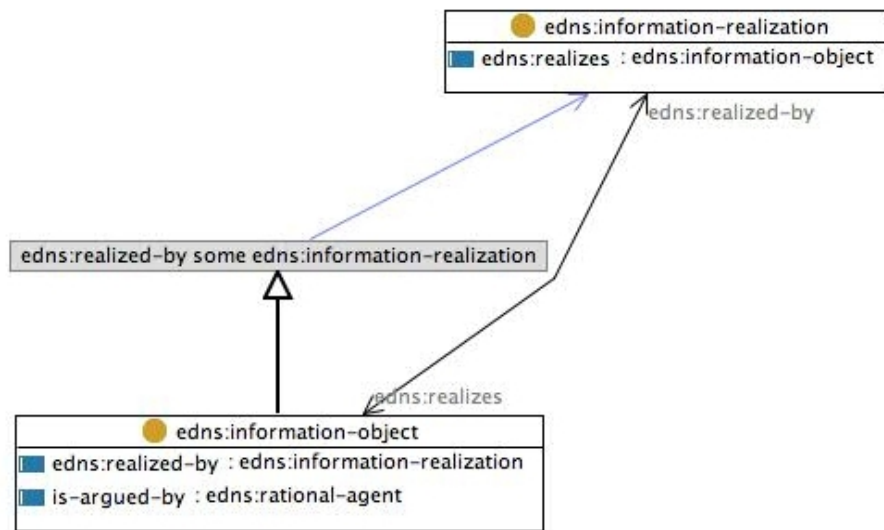 edns:information-realization
edns:realizes : edns:information-object
edns:realized-by
edns:realized-by some edns:information-realization
edns:realizes
edns:information-object
edns:realized-by : edns:information-realization
is-argued-by : edns:rational-agent